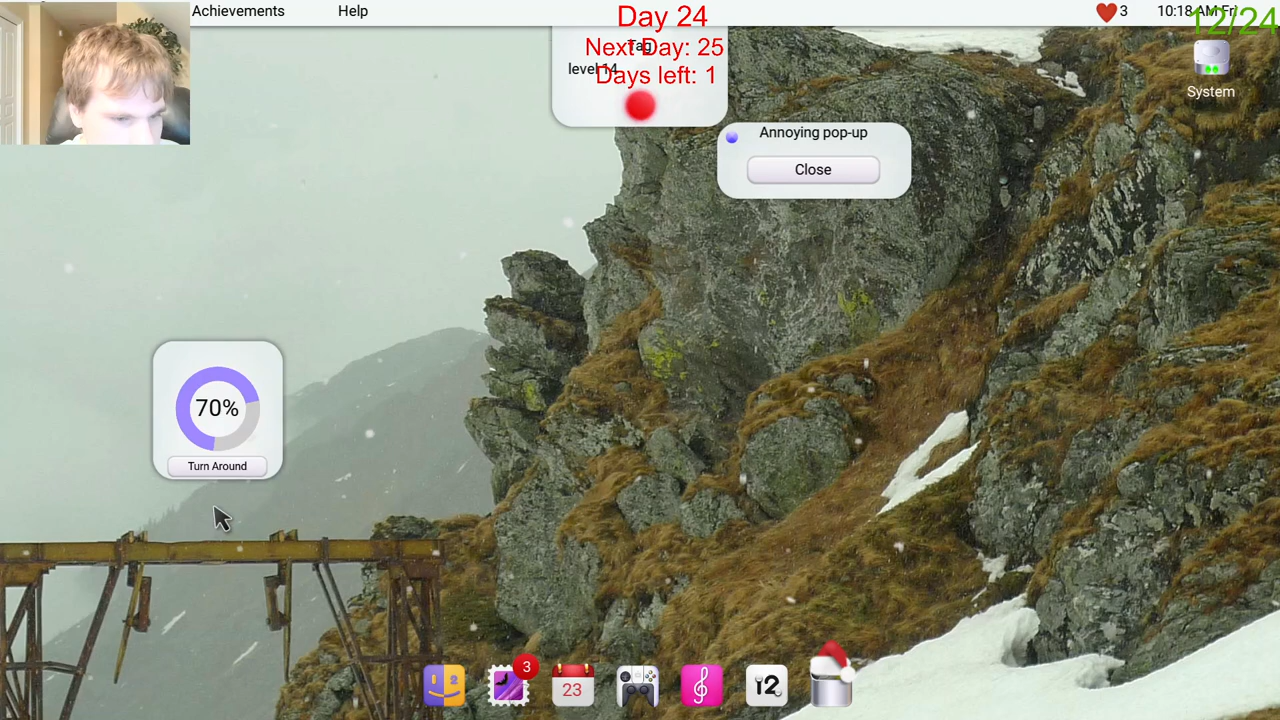 Achievements
Help
Day 24
3
10:18 AM Fri
12/24
Tag
Next Day: 25
level 14
Days left: 1
System
Annoying pop-up
Close
70%
Turn Around
3
23
12